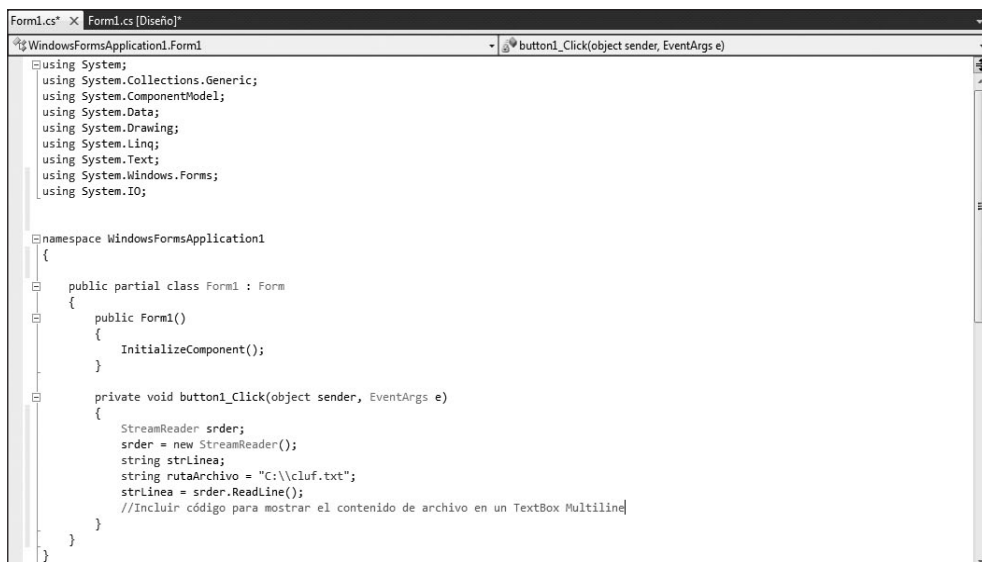 Form1.cs* X Form1.cs [Diseño]*
WindowsFormsApplication1.Form1 button1_Click(object sender, EventArgs e)
using System;
using System.Collections.Generic;
using System.ComponentModel;
using System.Data;
using System.Drawing;
using System.Linq;
using System.Text;
using System.Windows.Forms;
using System.IO;
namespace WindowsFormsApplication1
{
public partial class Form1 : Form
{
public Form1()
{
InitializeComponent();
}
private void button1_Click(object sender, EventArgs e)
{
StreamReader srder;
srder = new StreamReader();
string strLinea;
string rutaArchivo = "C:\\cluf.txt";
strLinea = srder.ReadLine();
//Incluir código para mostrar el contenido de archivo en un TextBox Multiline
}
}
}